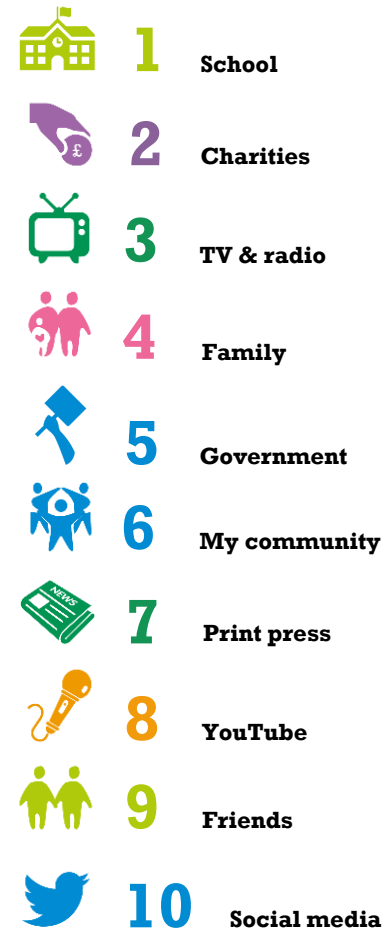 1 School
£
2 Charities
3 TV & radio
4 Family
5 Government
6 My community
NEWS
7 Print press
8 YouTube
9 Friends
10 Social media